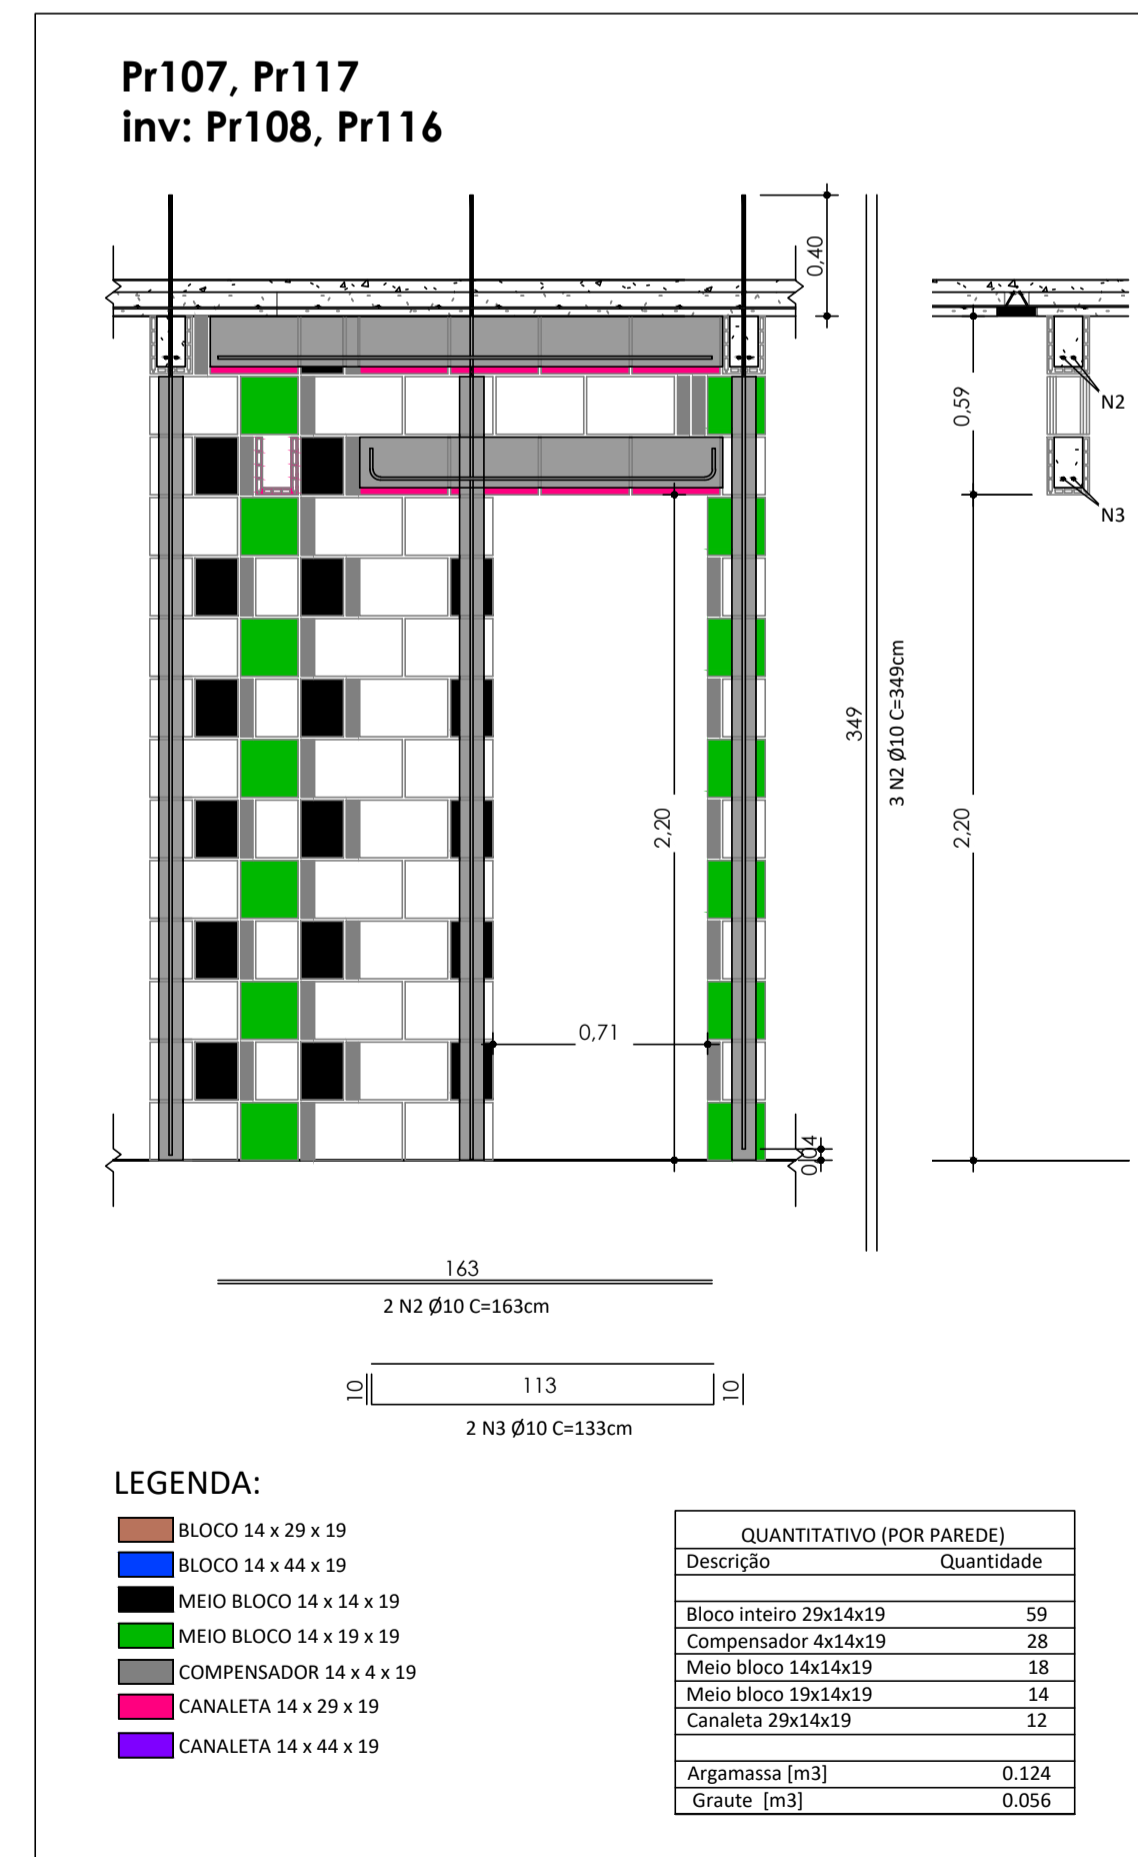 Pr107, Pr117
inv: Pr108, Pr116
0,40
0,59
N2
N3
349
3 N2 Ø10 C=349cm
2,20
2,20
0,71
0,04
163
2 N2 Ø10 C=163cm
10
113
10
2 N3 Ø10 C=133cm
LEGENDA:
BLOCO 14 x 29 x 19
BLOCO 14 x 44 x 19
MEIO BLOCO 14 x 14 x 19
MEIO BLOCO 14 x 19 x 19
COMPENSADOR 14 x 4 x 19
CANALETA 14 x 29 x 19
CANALETA 14 x 44 x 19
QUANTITATIVO (POR PAREDE)
Descrição Quantidade
Bloco inteiro 29x14x19 59
Compensador 4x14x19 28
Meio bloco 14x14x19 18
Meio bloco 19x14x19 14
Canaleta 29x14x19 12
Argamassa [m3] 0.124
Graute [m3] 0.056